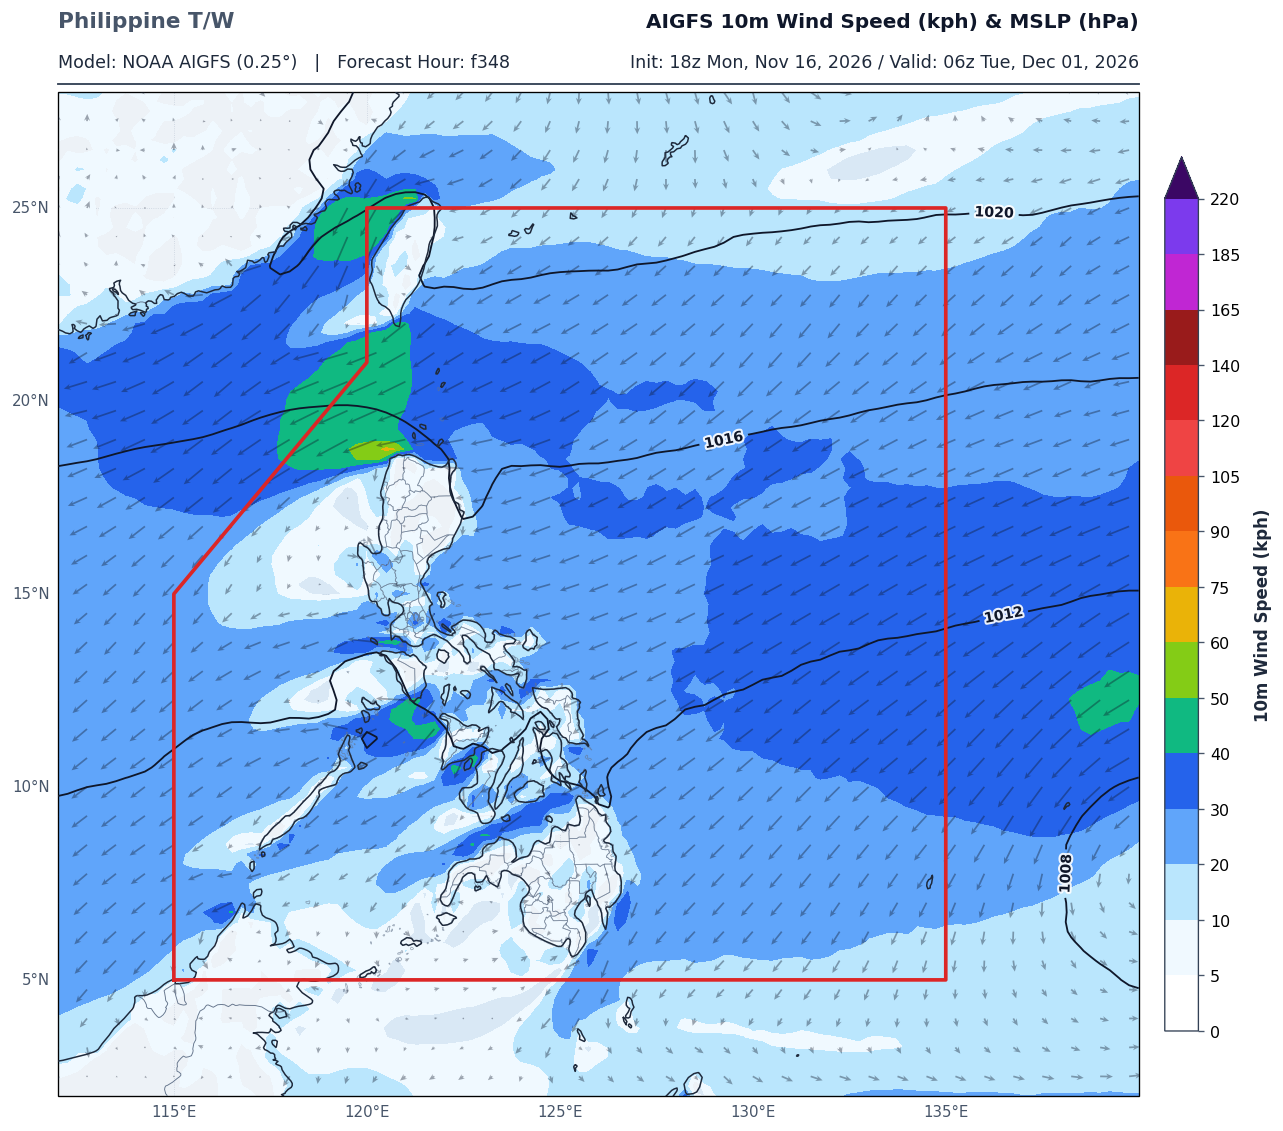 Philippine T/W
AIGFS 10m Wind Speed (kph) & MSLP (hPa)
Model: NOAA AIGFS (0.25°) | Forecast Hour: f348
Init: 18z Mon, Nov 16, 2026 / Valid: 06z Tue, Dec 01, 2026
25°N
20°N
15°N
10°N
5°N
115°E
120°E
125°E
130°E
135°E
1020
1016
1012
1008
220
185
165
140
120
105
90
75
60
50
40
30
20
10
5
0
10m Wind Speed (kph)